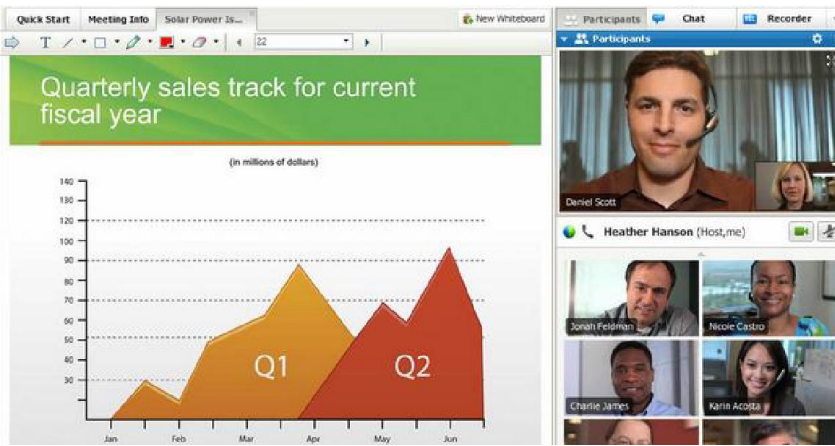 Quick Start
Meeting Info
Solar Power Is...
New Whiteboard
Participants
Chat
Recorder
T
22
Participants
Quarterly sales track for current
fiscal year
(in millions of dollars)
140
130
120
100
90
80
70
60
50
40
30
Q1
Q2
Jan
Feb
Mar
Apr
May
Jun
Daniel Scott
Heather Hanson (Host,me)
Jonah Feldman
Nicole Castro
Charlie James
Karin Acosta